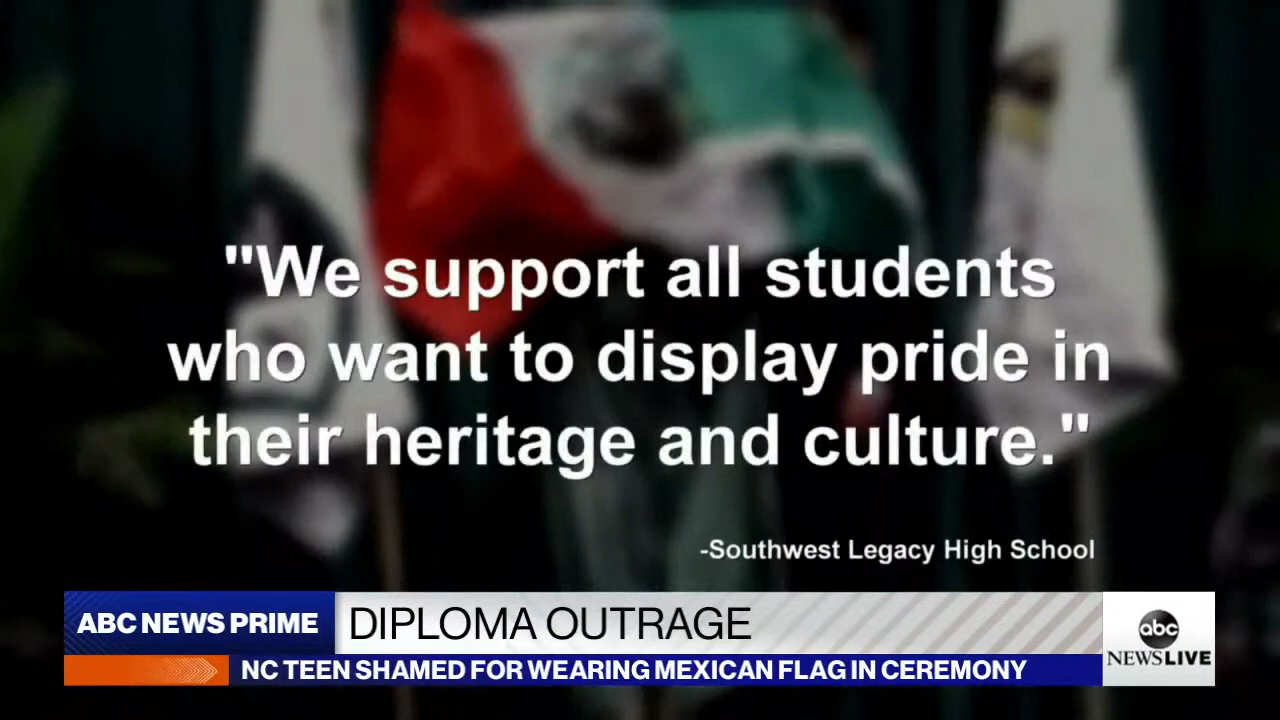 "We support all students
who want to display pride in
their heritage and culture."
-Southwest Legacy High School
ABC NEWS PRIME
DIPLOMA OUTRAGE
NC TEEN SHAMED FOR WEARING MEXICAN FLAG IN CEREMONY
abc
NEWSLIVE